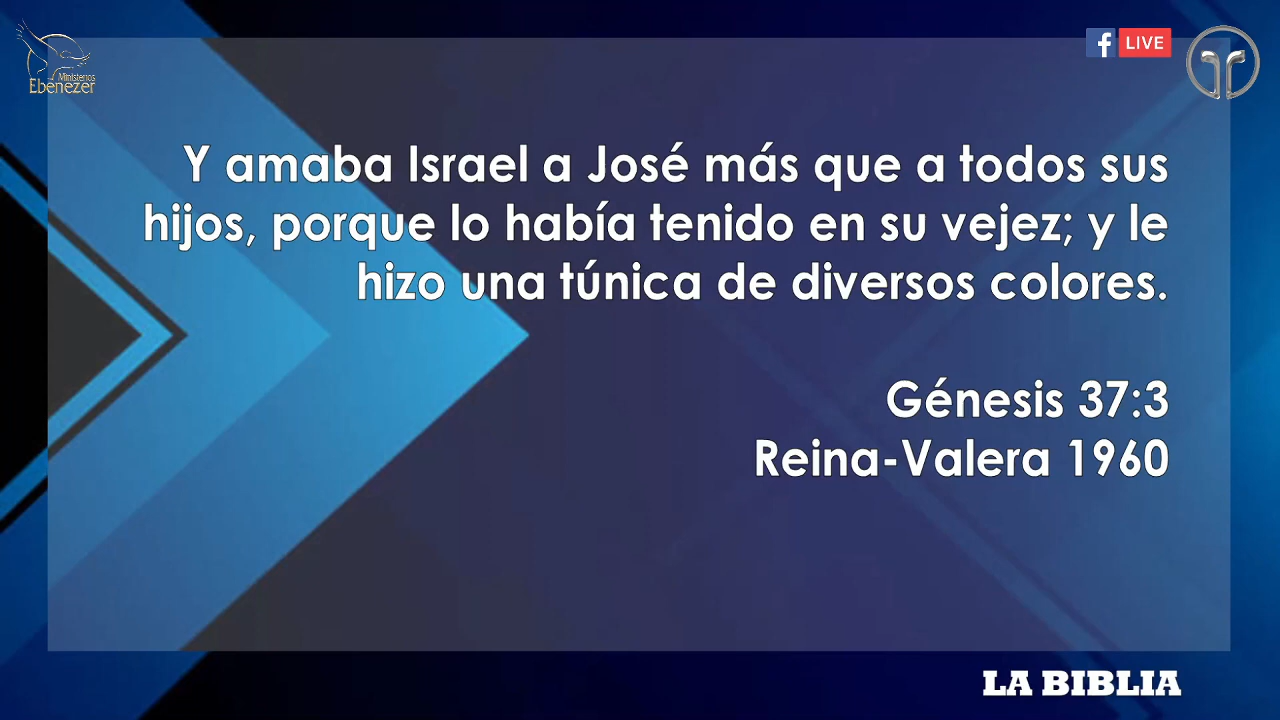 Ministerios
Ebenezer
f LIVE
Y amaba Israel a José más que a todos sus
hijos, porque lo había tenido en su vejez; y le
hizo una túnica de diversos colores.
Génesis 37:3
Reina-Valera 1960
LA BIBLIA